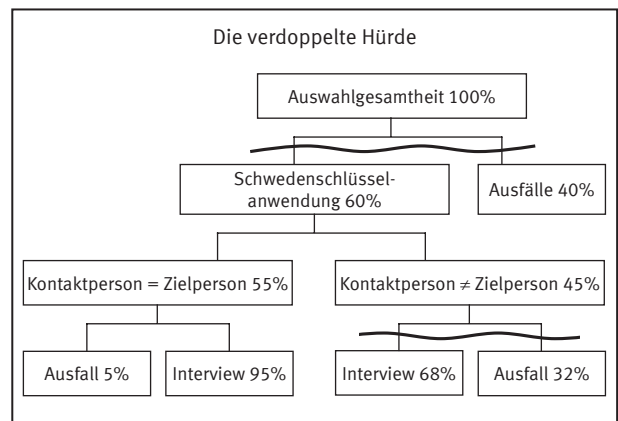 Die verdoppelte Hürde
Auswahlgesamtheit 100%
Schwedenschlüssel-
anwendung 60%
Ausfälle 40%
Kontaktperson = Zielperson 55%
Kontaktperson ≠ Zielperson 45%
Ausfall 5%
Interview 95%
Interview 68%
Ausfall 32%